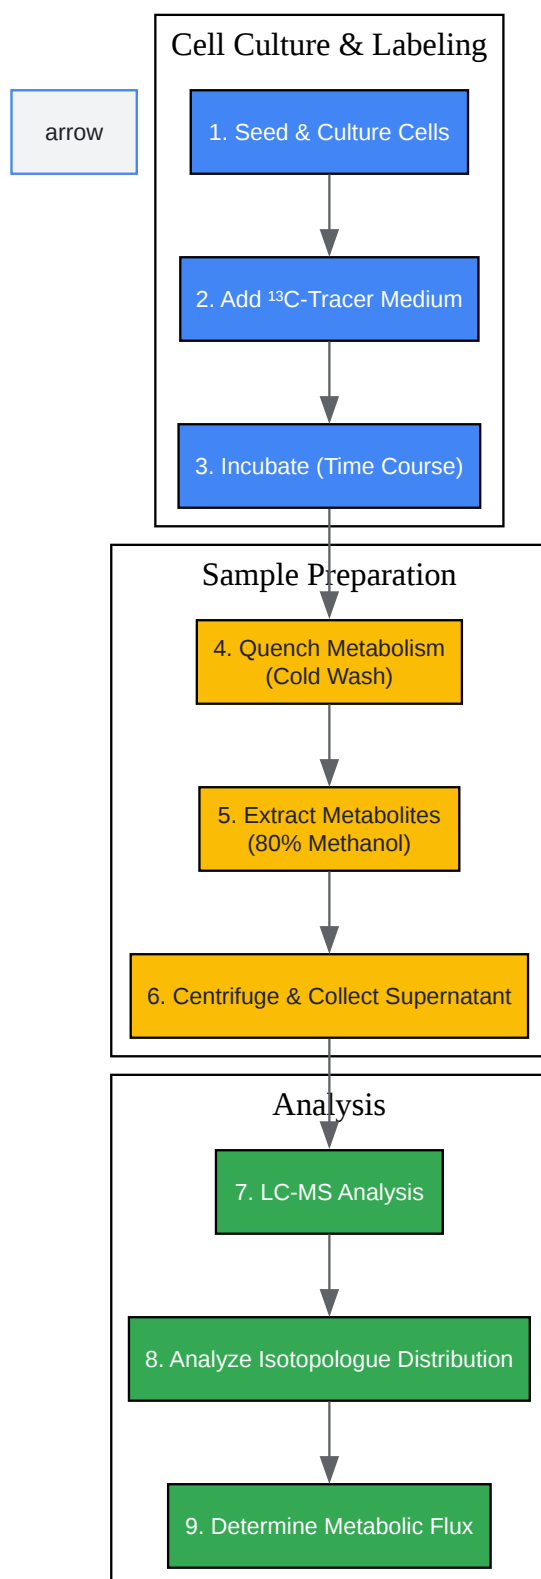 Cell Culture & Labeling
arrow
1. Seed & Culture Cells
2. Add ¹³C-Tracer Medium
3. Incubate (Time Course)
Sample Preparation
4. Quench Metabolism
(Cold Wash)
5. Extract Metabolites
(80% Methanol)
6. Centrifuge & Collect Supernatant
Analysis
7. LC-MS Analysis
8. Analyze Isotopologue Distribution
9. Determine Metabolic Flux